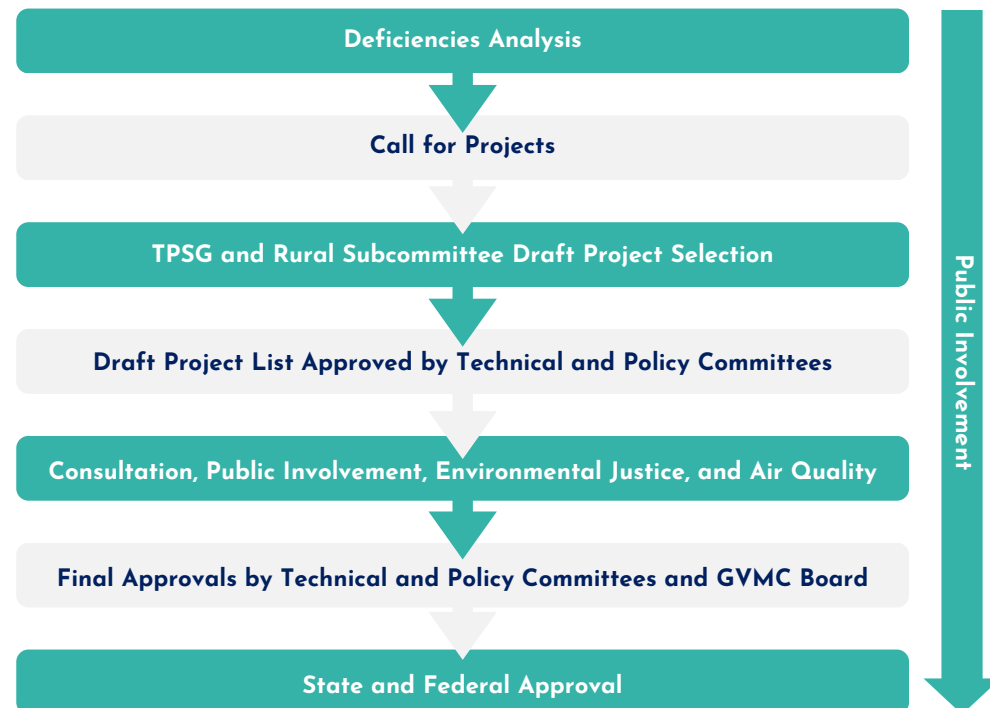 Deficiencies Analysis
Call for Projects
TPSG and Rural Subcommittee Draft Project Selection
Draft Project List Approved by Technical and Policy Committees
Consultation, Public Involvement, Environmental Justice, and Air Quality
Final Approvals by Technical and Policy Committees and GVMC Board
State and Federal Approval
Public Involvement